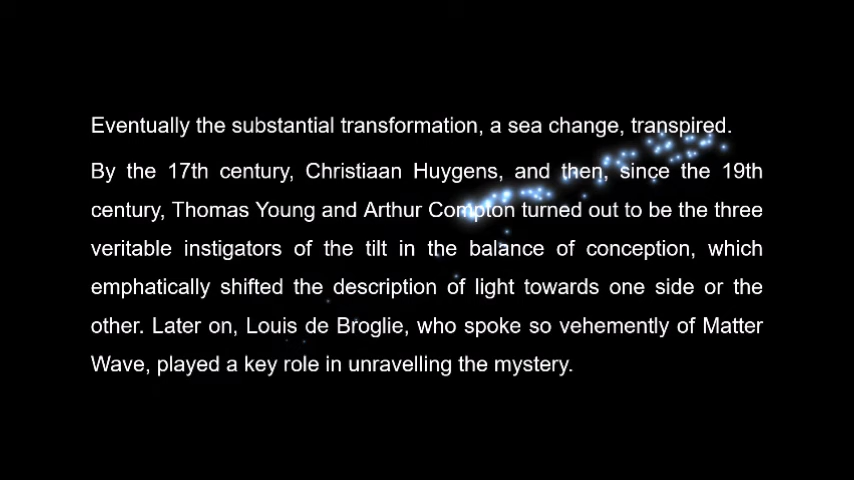 Eventually the substantial transformation, a sea change, transpired.
By the 17th century, Christiaan Huygens, and then, since the 19th
century, Thomas Young and Arthur Compton turned out to be the three
veritable instigators of the tilt in the balance of conception, which
emphatically shifted the description of light towards one side or the
other. Later on, Louis de Broglie, who spoke so vehemently of Matter
Wave, played a key role in unravelling the mystery.